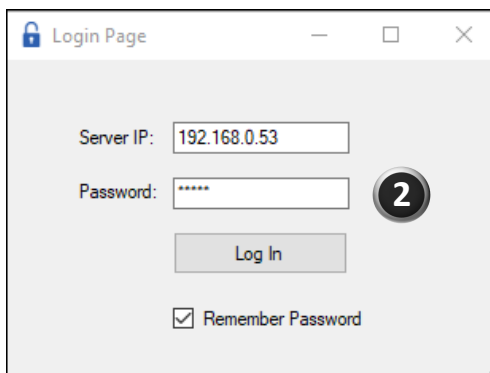 Login Page
Server IP: 192.168.0.53
Password: ***** 2
Log In
Remember Password